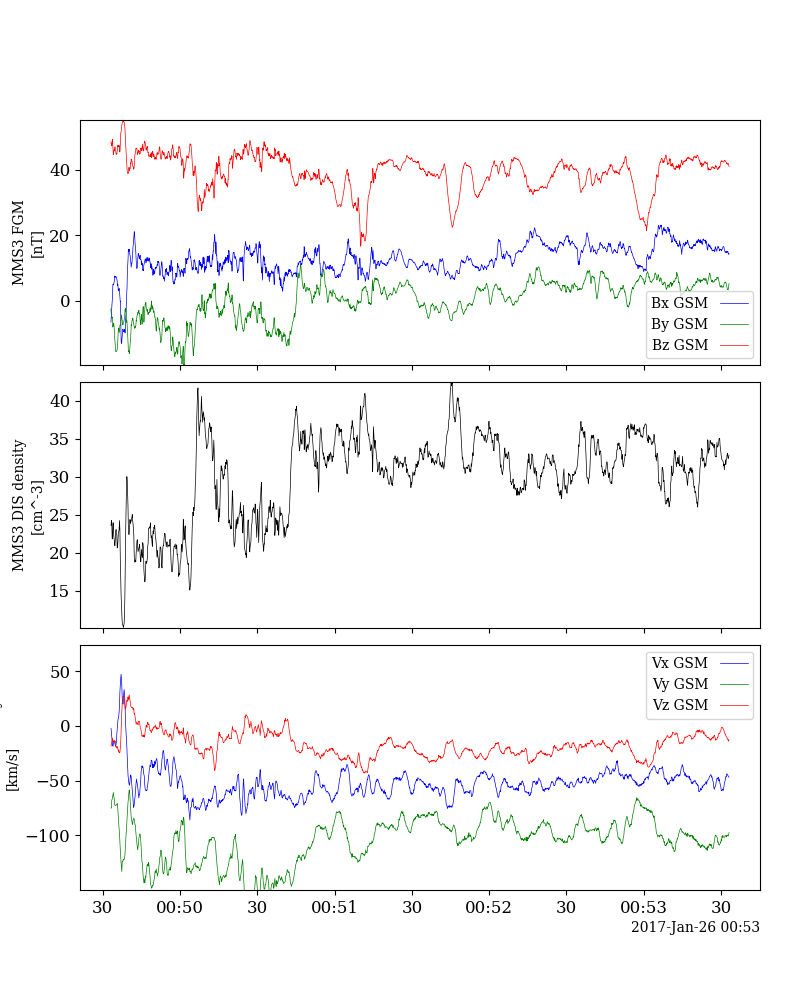 MMS3 FGM
[nT]
40
20
0
Bx GSM
By GSM
Bz GSM
MMS3 DIS density
[cm^-3]
40
35
30
25
20
15
[km/s]
50
0
−50
−100
Vx GSM
Vy GSM
Vz GSM
30
00:50
30
00:51
30
00:52
30
00:53
30
2017-Jan-26 00:53